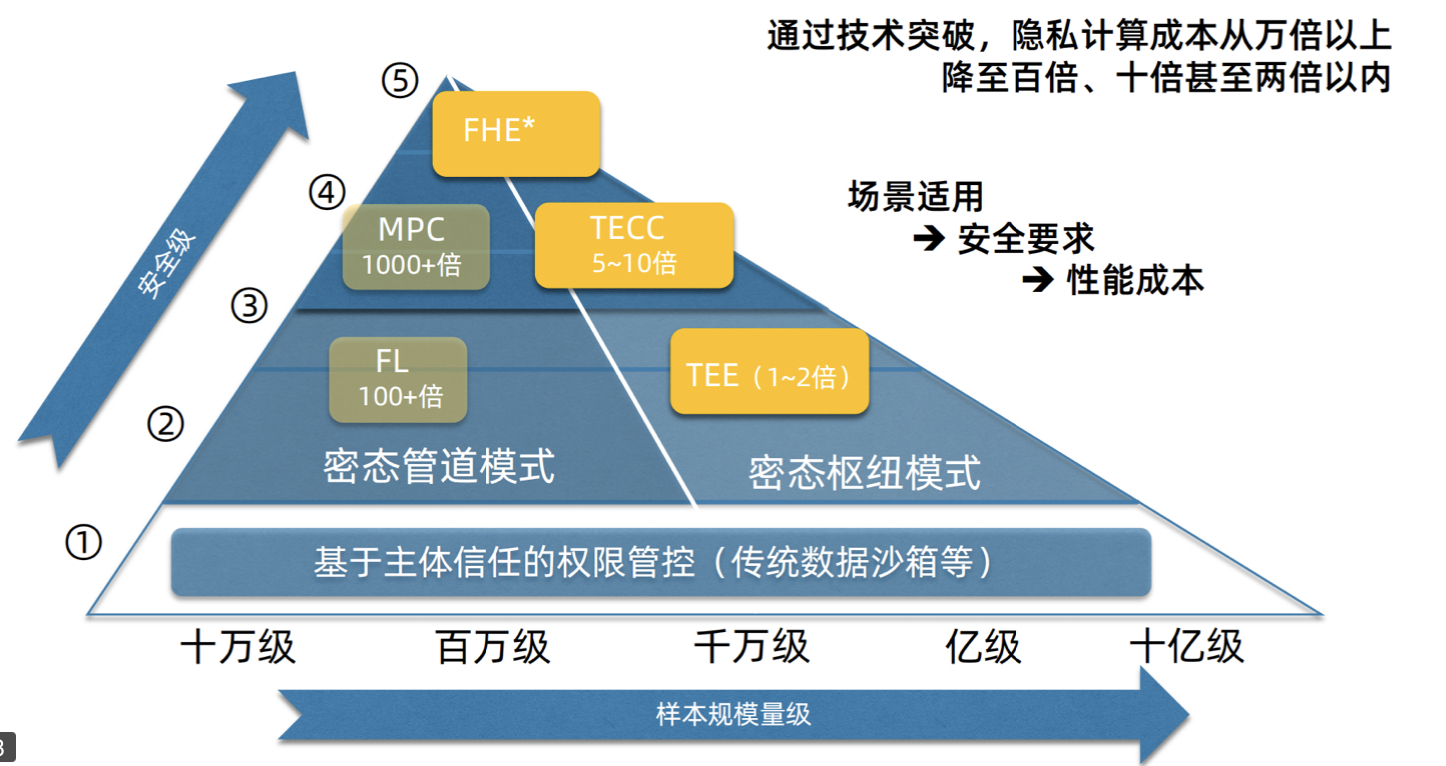 通过技术突破，隐私计算成本从万倍以上
降至百倍、十倍甚至两倍以内
⑤
FHE*
④
MPC
1000+倍
TECC
5~10倍
场景适用
➔ 安全要求
➔ 性能成本
安全级
③
FL
100+倍
TEE（1~2倍）
②
密态管道模式
密态枢纽模式
①
基于主体信任的权限管控（传统数据沙箱等）
十万级
百万级
千万级
亿级
十亿级
样本规模量级
3